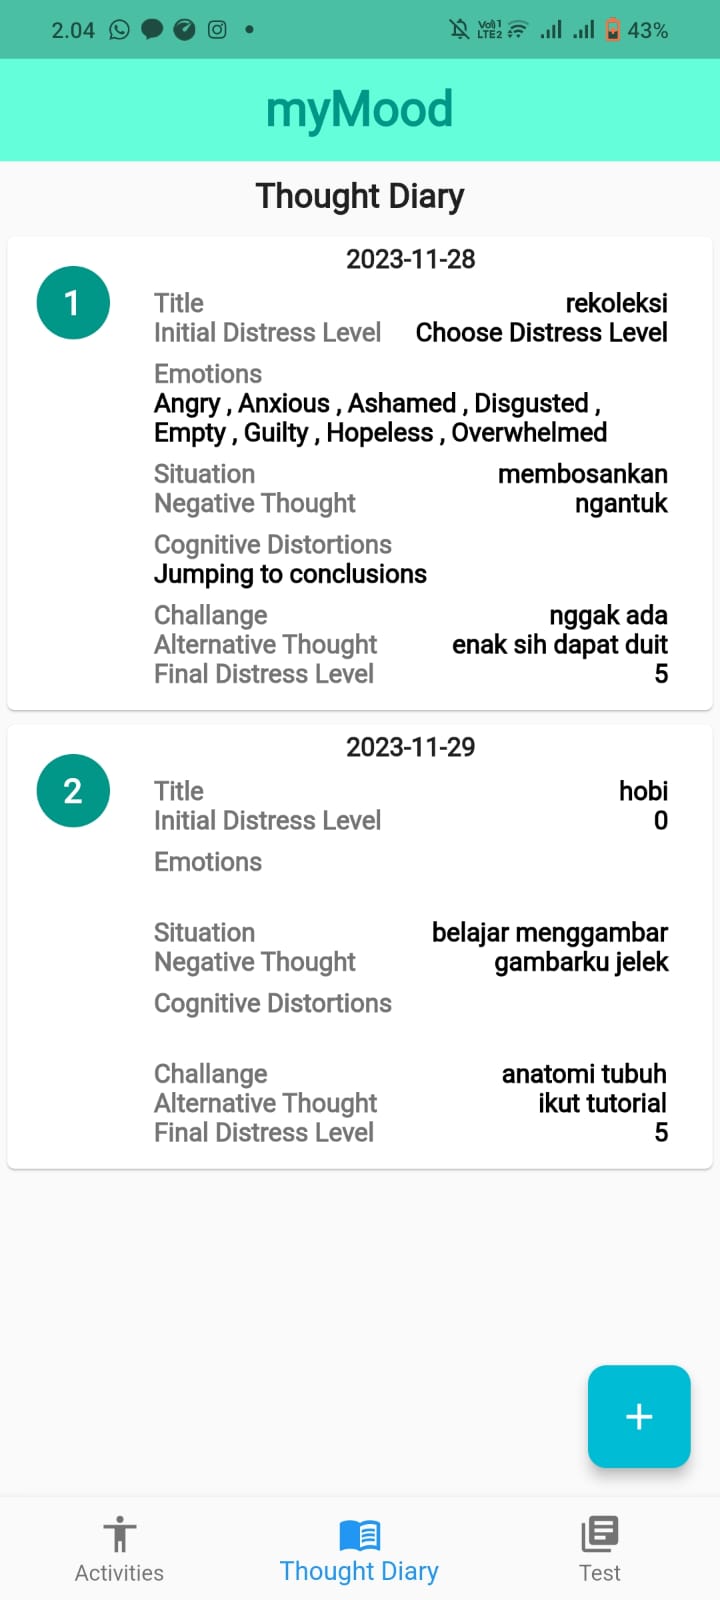 2.04 Vol) 1 LTE2 43%
myMood
Thought Diary
2023-11-28
1
Title rekoleksi
Initial Distress Level Choose Distress Level
Emotions
Angry , Anxious , Ashamed , Disgusted ,
Empty , Guilty , Hopeless , Overwhelmed
Situation membosankan
Negative Thought ngantuk
Cognitive Distortions
Jumping to conclusions
Challange nggak ada
Alternative Thought enak sih dapat duit
Final Distress Level 5
2023-11-29
2
Title hobi
Initial Distress Level 0
Emotions
Situation belajar menggambar
Negative Thought gambarku jelek
Cognitive Distortions
Challange anatomi tubuh
Alternative Thought ikut tutorial
Final Distress Level 5
+
Activities Thought Diary Test